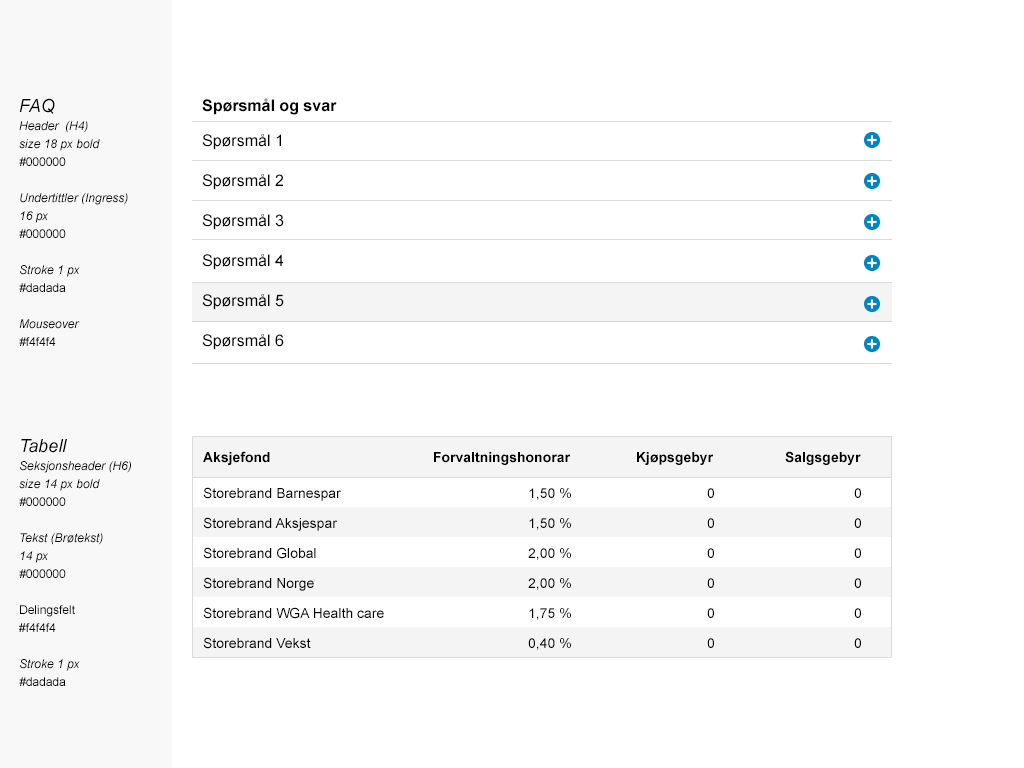 FAQ
Header (H4)
size 18 px bold
#000000
Undertittler (Ingress)
16 px
#000000
Stroke 1 px
#dadada
Mouseover
#f4f4f4
Spørsmål og svar
Spørsmål 1
Spørsmål 2
Spørsmål 3
Spørsmål 4
Spørsmål 5
Spørsmål 6
Tabell
Seksjonsheader (H6)
size 14 px bold
#000000
Tekst (Brøtekst)
14 px
#000000
Delingsfelt
#f4f4f4
Stroke 1 px
#dadada
Aksjefond Forvaltningshonorar Kjøpsgebyr Salgsgebyr
Storebrand Barnespar 1,50 % 0 0
Storebrand Aksjespar 1,50 % 0 0
Storebrand Global 2,00 % 0 0
Storebrand Norge 2,00 % 0 0
Storebrand WGA Health care 1,75 % 0 0
Storebrand Vekst 0,40 % 0 0